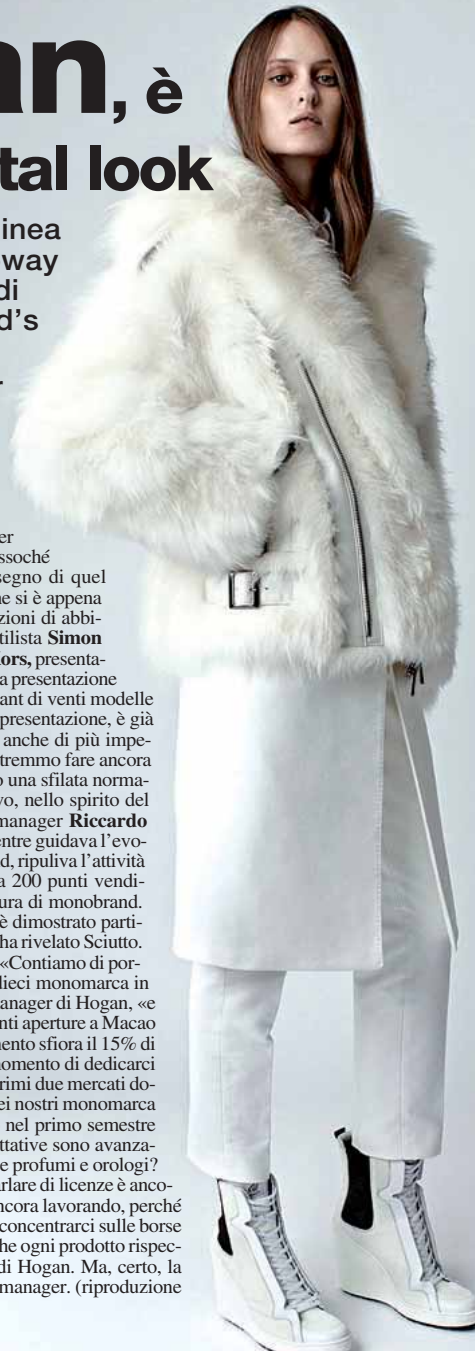 an, è
tal look
inea
way
di
d's
er
ssoché
segno di quel
ne si è appena
zioni di abbi-
tilista Simon
Kors, presenta-
a presentazione
ant di venti modelle
presentazione, è già
anche di più impe-
tremmo fare ancora
o una sfilata norma-
vo, nello spirito del
manager Riccardo
entre guidava l'evo-
d, ripuliva l'attività
a 200 punti vendi-
ura di monobrand.
è dimostrato parti-
ha rivelato Sciutto.
«Contiamo di por-
dieci monomarca in
anager di Hogan, «e
nti aperture a Macao
mento sfiora il 15% di
nomento di dedicarci
rimi due mercati do-
ei nostri monomarca
nel primo semestre
ttative sono avanza-
e profumi e orologi?
arlare di licenze è anco-
ncora lavorando, perché
concentrarci sulle borse
he ogni prodotto rispec-
di Hogan. Ma, certo, la
manager. (riproduzione